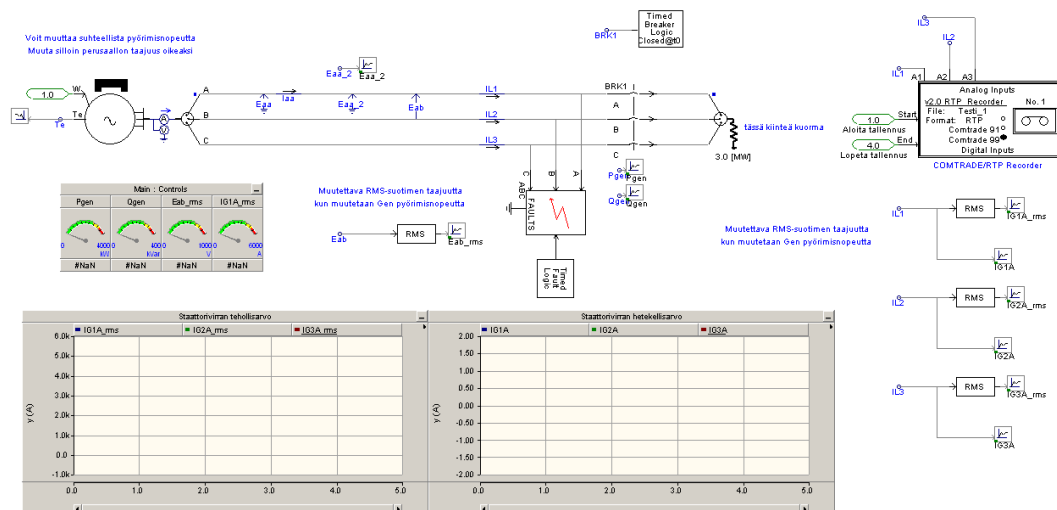 Voit muuttaa suhteellista pyörimisnopeutta
Muuta silloin perusaallon taajuus oikeaksi
1.0
W
Te
Te
A
V
A
B
C
Eaa
Iaa
Eaa_2
Eaa_2
Eaa_2
Eab
IL1
IL2
IL3
BRK1
Timed
Breaker
Logic
Closed@t0
BRK1
A
B
C
tässä kiinteä kuorma
3.0 [MW]
Pgen
Pgen
Qgen
Qgen
C
B
A
ABC
FAULTS
Timed
Fault
Logic
Muutettava RMS-suotimen taajuutta
kun muutetaan Gen pyörimisnopeutta
Eab
RMS
Eab_rms
Muutettava RMS-suotimen taajuutta
kun muutetaan Gen pyörimisnopeutta
IL3
IL2
IL1
A1
A2
A3
Analog Inputs
v2.0 RTP Recorder
File: Testi_1
Format: RTP
Comtrade 91
Comtrade 99
Digital Inputs
No. 1
1.0
Start
Aloita tallennus
4.0
End
Lopeta tallennus
COMTRADE/RTP Recorder
IL1
RMS
IG1A_rms
IG1A
IL2
RMS
IG2A_rms
IG2A
IL3
RMS
IG3A_rms
IG3A
Main : Controls
Pgen
Qgen
Eab_rms
IG1A_rms
0
4000
kW
0
4000
kVar
0
1000
V
0
6000
A
#NaN
#NaN
#NaN
#NaN
Staattorivirran tehollisarvo
IG1A_rms
IG2A_rms
IG3A_rms
6.0k
5.0k
4.0k
3.0k
2.0k
1.0k
0.0
-1.0k
y (A)
0.0
1.0
2.0
3.0
4.0
5.0
Staattorivirran hetekellisarvo
IG1A
IG2A
IG3A
2.00
1.50
1.00
0.50
0.00
-0.50
-1.00
-1.50
-2.00
y (A)
0.0
1.0
2.0
3.0
4.0
5.0